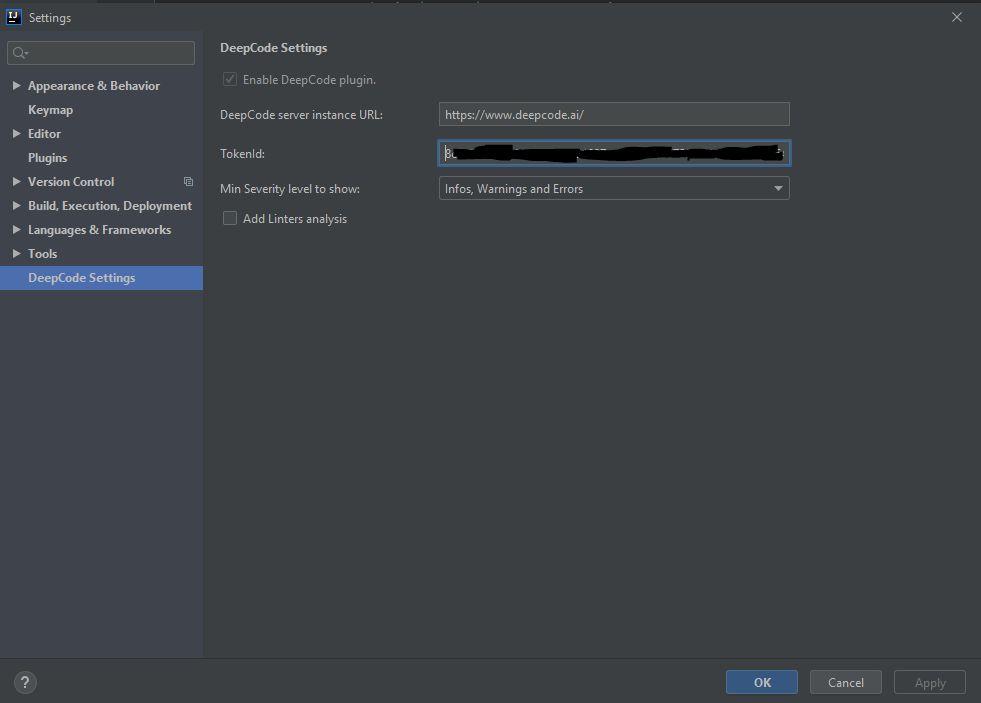 IJ
Settings
DeepCode Settings
Enable DeepCode plugin.
Appearance & Behavior
DeepCode server instance URL: https://www.deepcode.ai/
Keymap
Editor
TokenId:
Plugins
Version Control
Min Severity level to show: Infos, Warnings and Errors
Build, Execution, Deployment
Add Linters analysis
Languages & Frameworks
Tools
DeepCode Settings
?
OK
Cancel
Apply